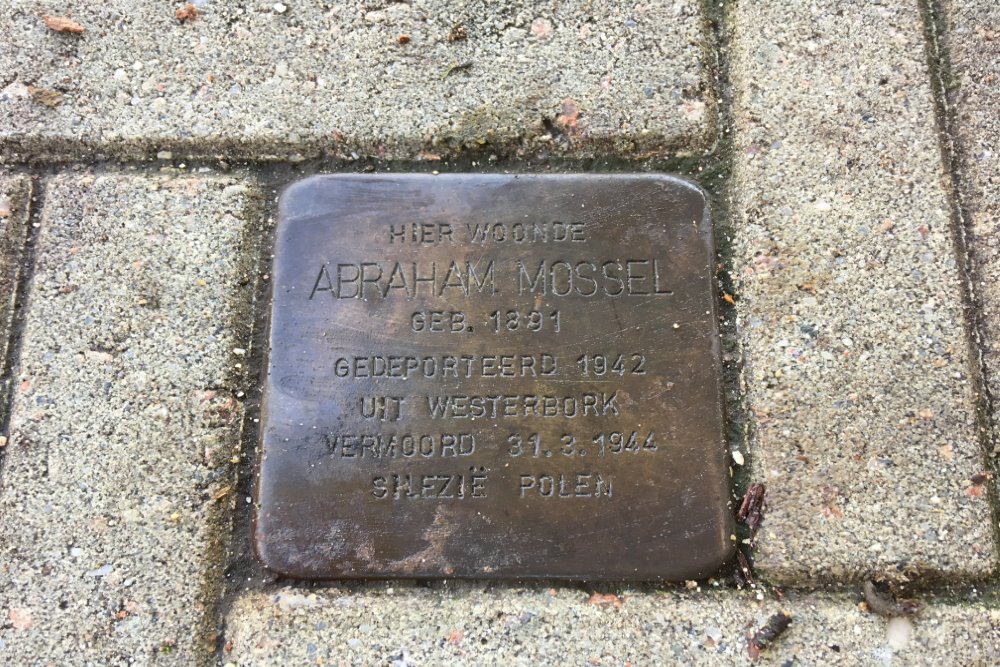 HIER WOONDE
ABRAHAM MOSSEL
GEB. 1891
GEDEPORTEERD 1942
UIT WESTERBORK
VERMOORD 31.3.1944
SILEZIË POLEN